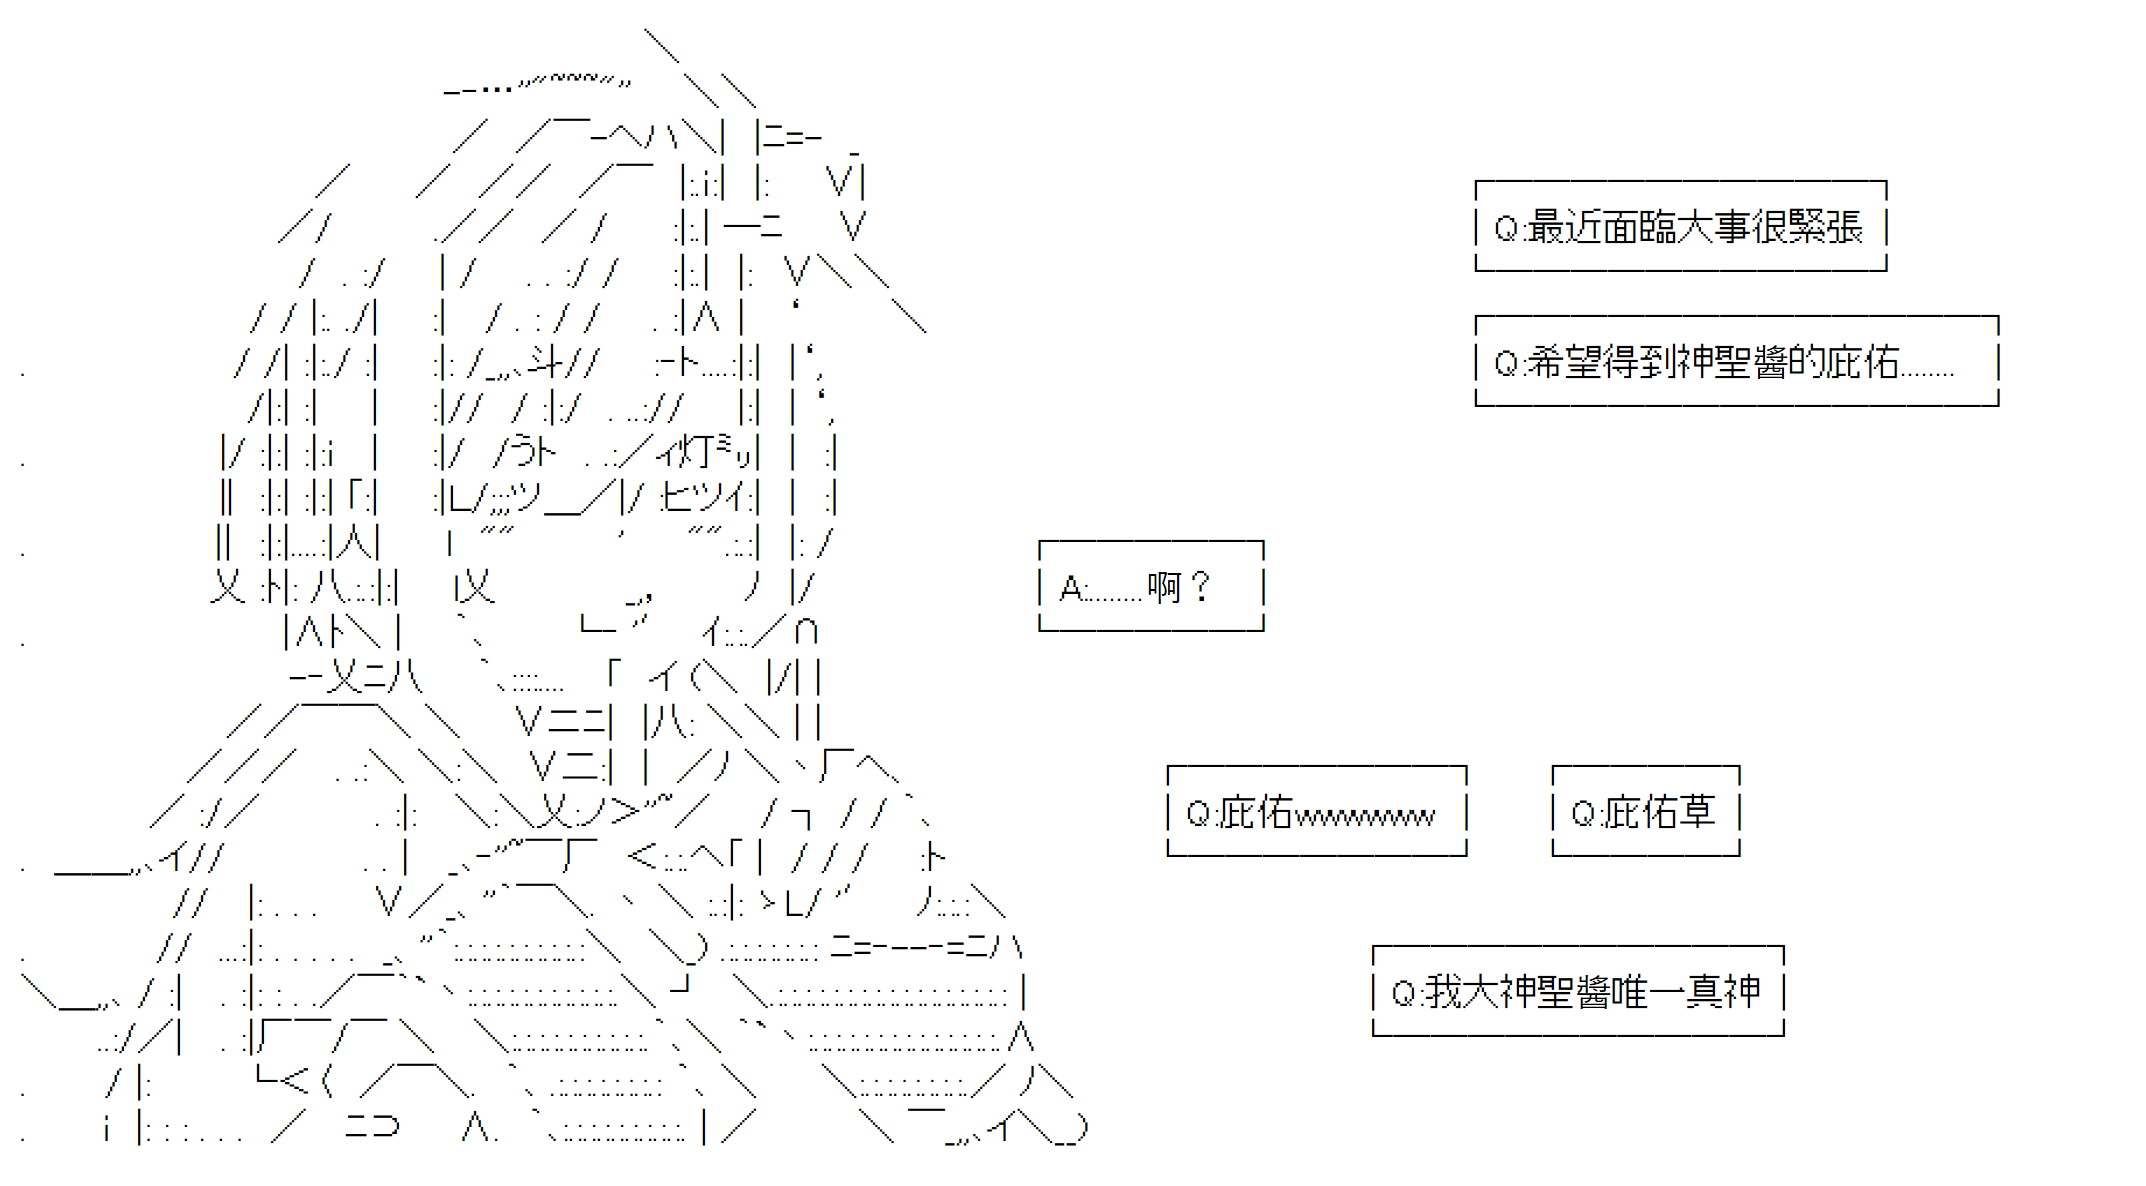 Q:最近面臨大事很緊張
Q:希望得到神聖醬的庇佑........
A:........啊?
Q:庇佑wwwwwww
Q:庇佑草
Q:我大神聖醬唯一真神